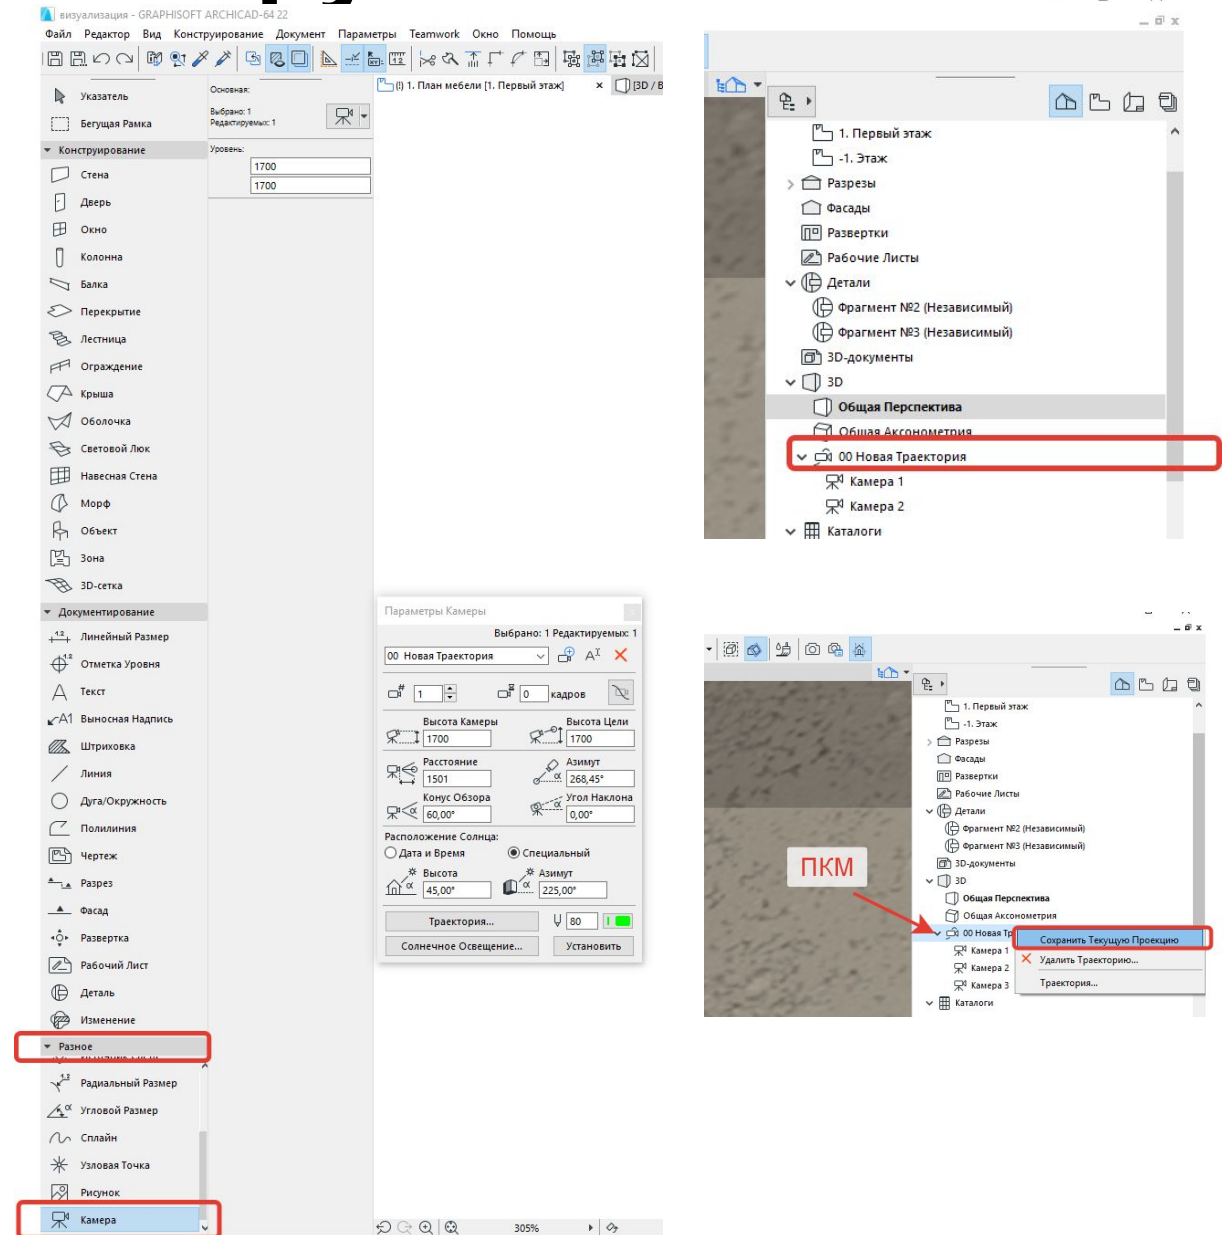 визуализация - GRAPHISOFT ARCHICAD-64 22
Файл Редактор Вид Конструирование Документ Параметры Teamwork Окно Помощь
Указатель
Бегущая Рамка
Конструирование
Стена
Дверь
Окно
Колонна
Балка
Перекрытие
Лестница
Ограждение
Крыша
Оболочка
Световой Люк
Навесная Стена
Морф
Объект
Зона
3D-сетка
Документирование
Линейный Размер
Отметка Уровня
Текст
Выносная Надпись
Штриховка
Линия
Дуга/Окружность
Полилиния
Чертеж
Разрез
Фасад
Развертка
Рабочий Лист
Деталь
Изменение
Разное
Радиальный Размер
Угловой Размер
Сплайн
Узловая Точка
Рисунок
Камера
Основная:
Выбрано: 1
Редактируемых: 1
Уровень:
1700
1700
(!) 1. План мебели [1. Первый этаж] x [3D / В
Параметры Камеры
Выбрано: 1 Редактируемых: 1
00 Новая Траектория
1 0 кадров
Высота Камеры Высота Цели
1700 1700
Расстояние Азимут
1501 268,45°
Конус Обзора Угол Наклона
60,00° 0,00°
Расположение Солнца:
Дата и Время Специальный
Высота Азимут
45,00° 225,00°
Траектория... 80
Солнечное Освещение... Установить
305%
1. Первый этаж
-1. Этаж
Разрезы
Фасады
Развертки
Рабочие Листы
Детали
Фрагмент №2 (Независимый)
Фрагмент №3 (Независимый)
3D-документы
3D
Общая Перспектива
Общая Аксонометрия
00 Новая Траектория
Камера 1
Камера 2
Каталоги
1. Первый этаж
-1. Этаж
Разрезы
Фасады
Развертки
Рабочие Листы
Детали
Фрагмент №2 (Независимый)
Фрагмент №3 (Независимый)
3D-документы
3D
Общая Перспектива
Общая Аксонометрия
00 Новая Тр
Камера 1
Камера 2
Камера 3
Каталоги
ПКМ
Сохранить Текущую Проекцию
Удалить Траекторию...
Траектория...